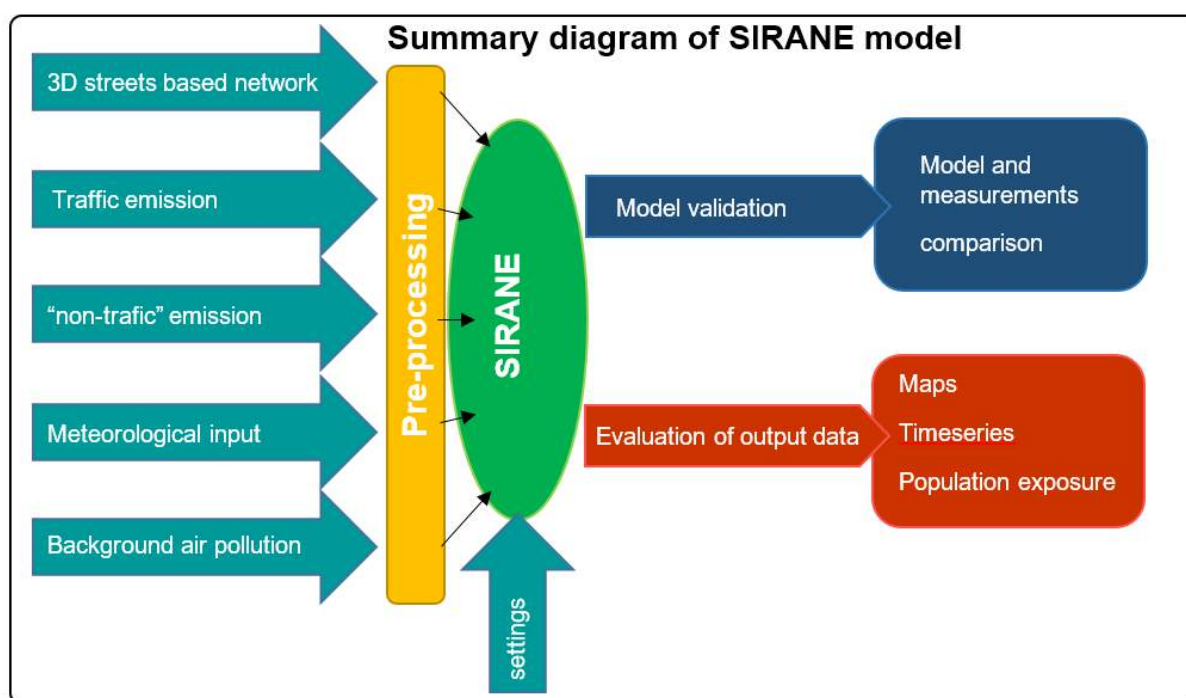 Summary diagram of SIRANE model
3D streets based network
Traffic emission
“non-trafic” emission
Meteorological input
Background air pollution
Pre-processing
SIRANE
settings
Model validation
Model and
measurements
comparison
Evaluation of output data
Maps
Timeseries
Population exposure